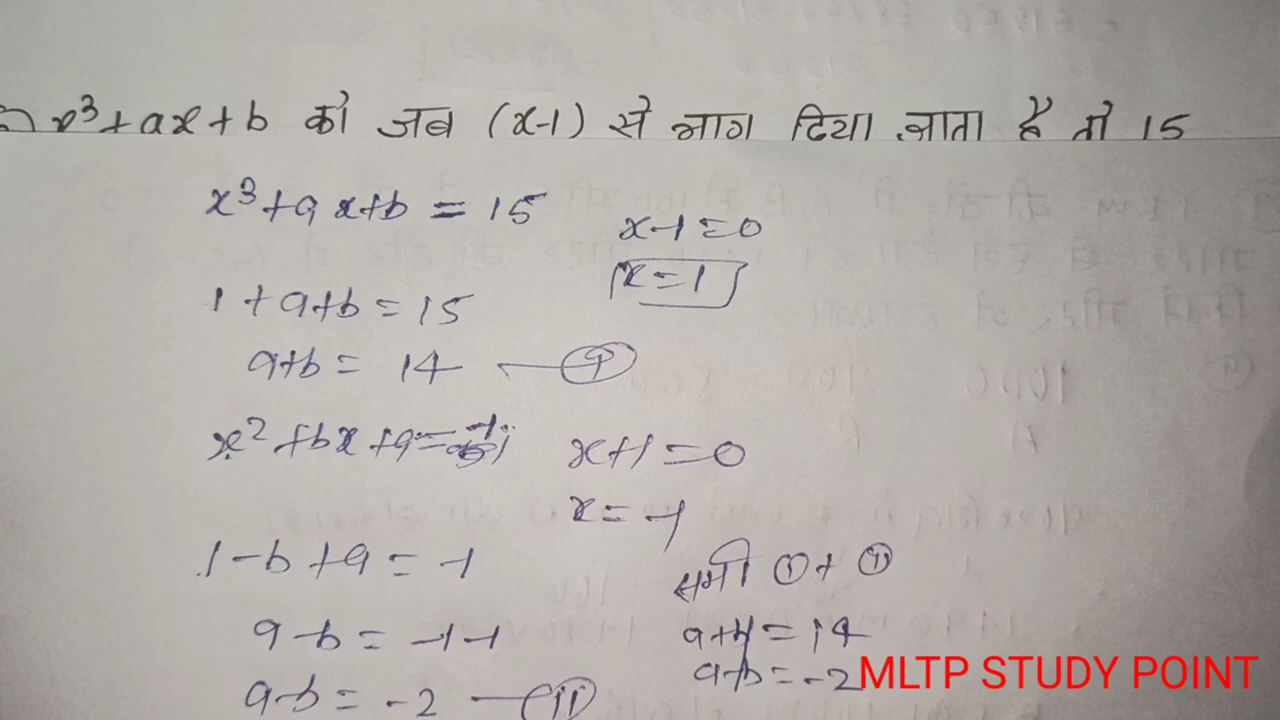 x³+ax+b को जब (x-1) से भाग दिया जाता है तो 15
x³+ax+b = 15
x-1=0
x=1
1+a+b=15
a+b= 14 — (i)
x²+bx+a=-1
x+1=0
x=-1
1-b+a=-1
a-b=-1-1
a-b=-2 — (ii)
समी (i)+(ii)
a+b=14
a-b=-2
MLTP STUDY POINT